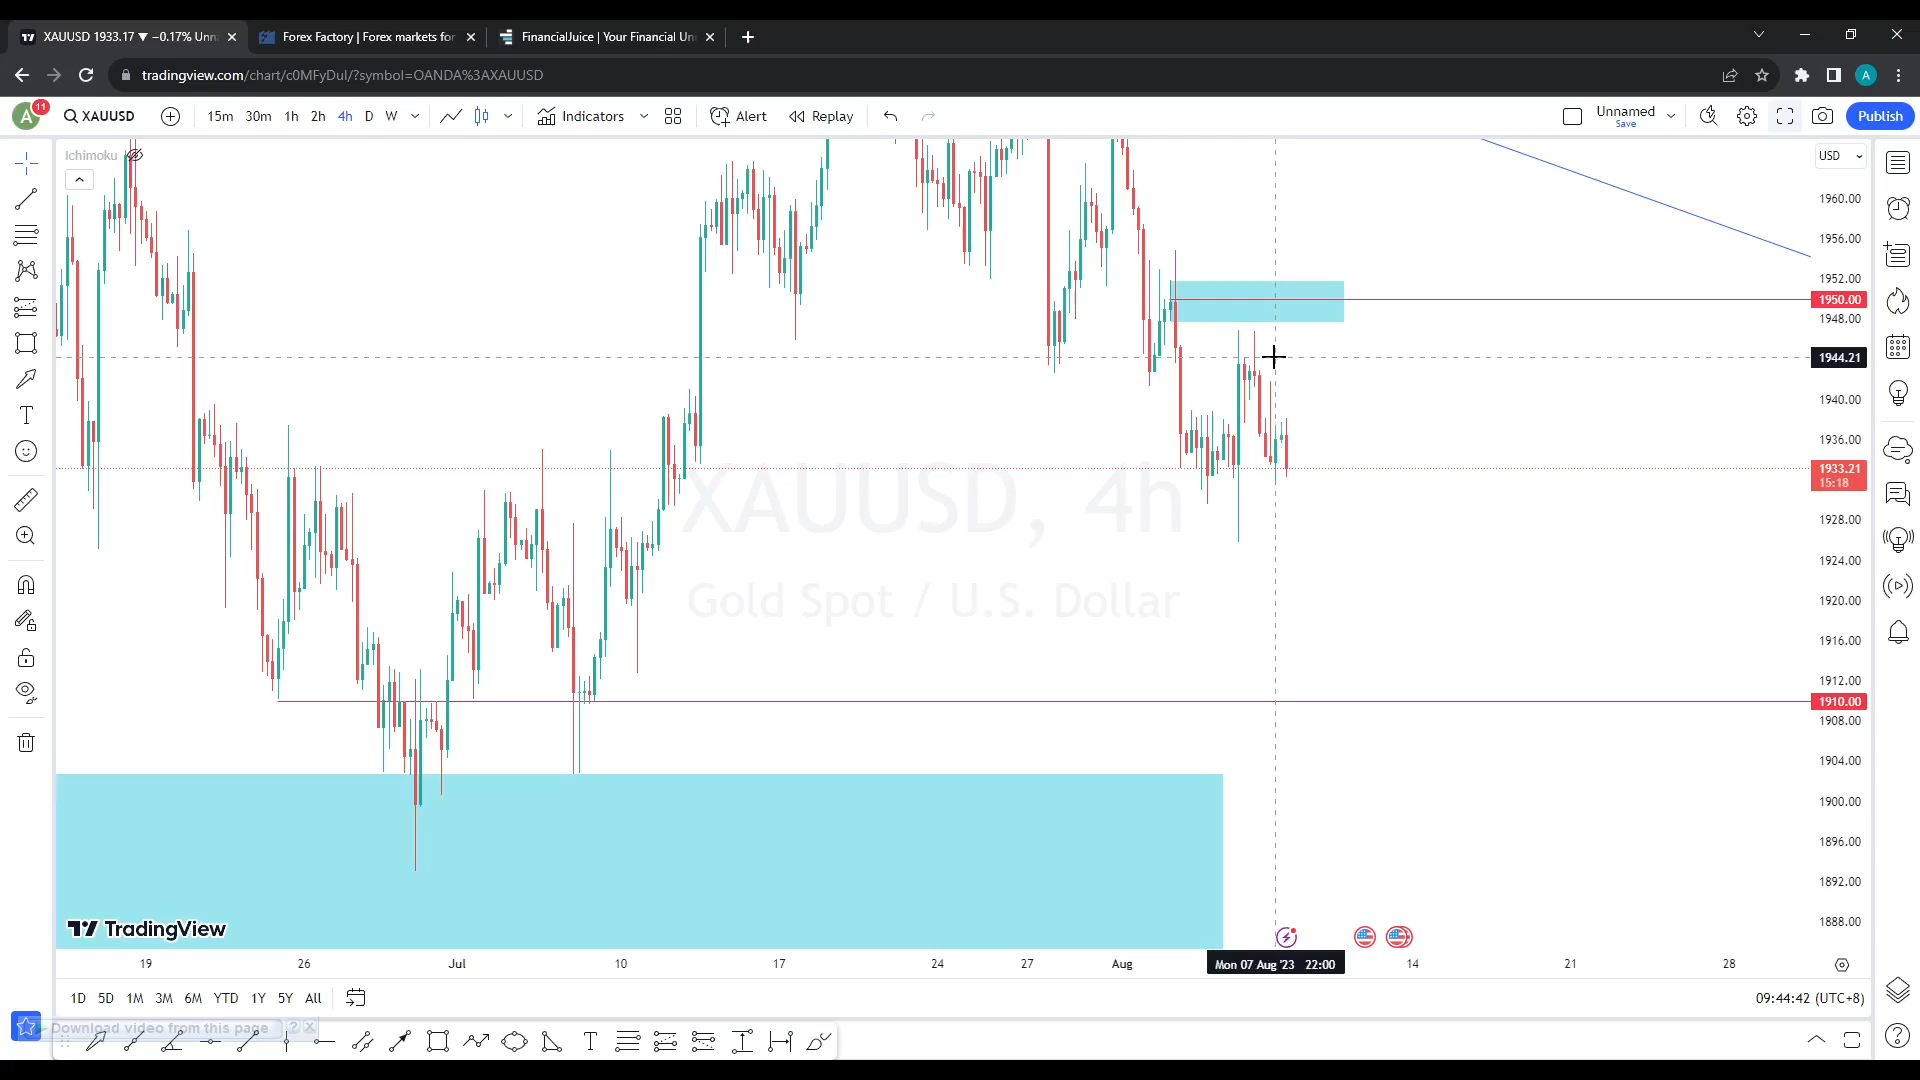 XAUUSD 1933.17 ▼ −0.17% Unn
Forex Factory | Forex markets for
FinancialJuice | Your Financial Un
tradingview.com/chart/c0MFyDul/?symbol=OANDA%3AXAUUSD
A
A
11
XAUUSD
15m 30m 1h 2h 4h D W
Indicators
Alert
Replay
Unnamed
Save
Publish
Ichimoku
USD
1960.00
1956.00
1952.00
1950.00
1948.00
1944.21
1940.00
1936.00
1933.21
15:18
1928.00
1924.00
1920.00
1916.00
1912.00
1910.00
1908.00
1904.00
1900.00
1896.00
1892.00
1888.00
XAUUSD, 4h
Gold Spot / U.S. Dollar
TradingView
19 26 Jul 10 17 24 27 Aug Mon 07 Aug '23 22:00 14 21 28
1D 5D 1M 3M 6M YTD 1Y 5Y All
09:44:42 (UTC+8)
Download video from this page ? X